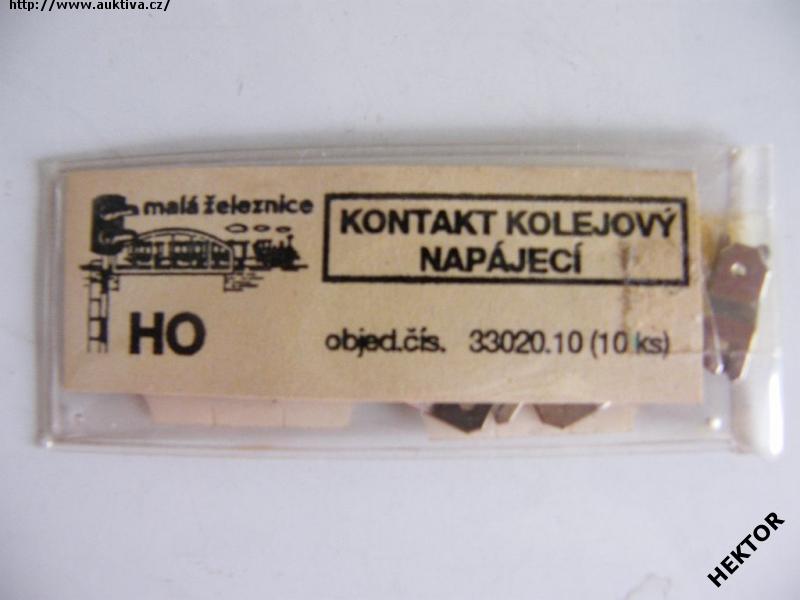 http://www.auktiva.cz/
malá železnice
KONTAKT KOLEJOVÝ
NAPÁJECÍ
HO
objed.čís. 33020.10 (10 ks)
HEKTOR